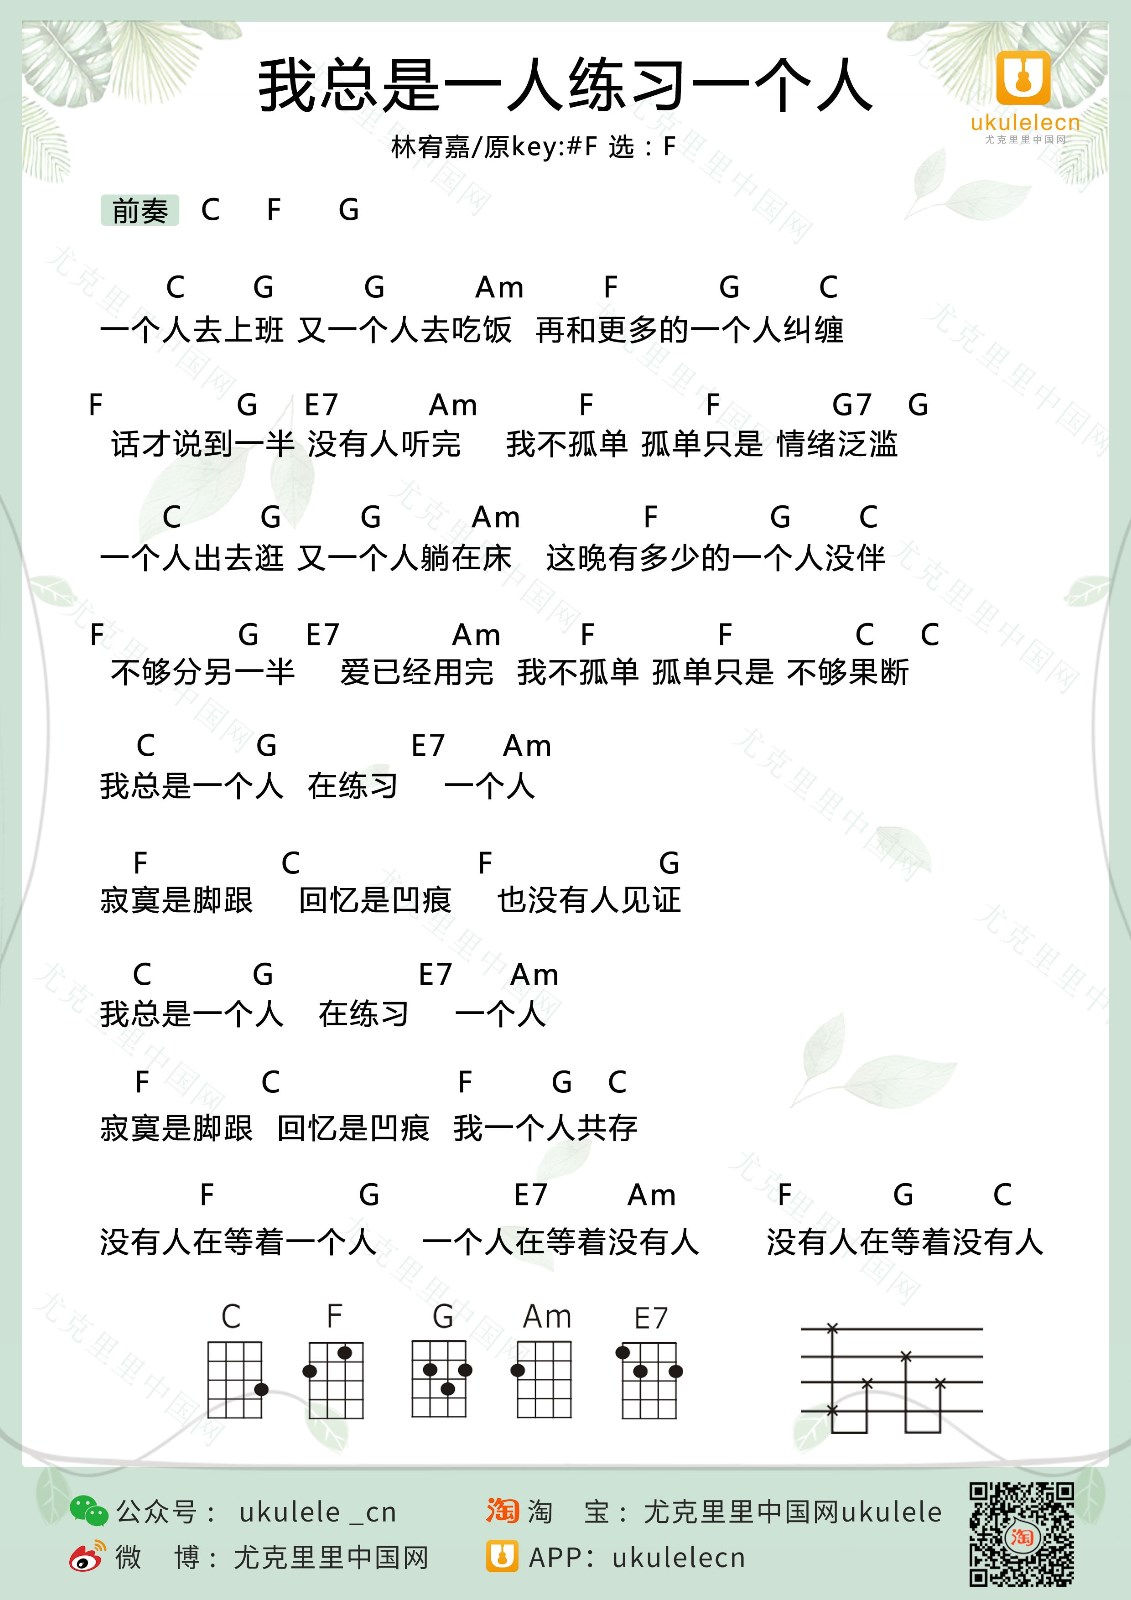 我总是一人练习一个人
林宥嘉/原key:#F 选：F
ukulelecn
尤克里里中国网
前奏 C F G
C G G Am F G C
一个人去上班 又一个人去吃饭 再和更多的一个人纠缠
F G E7 Am F F G7 G
话才说到一半 没有人听完 我不孤单 孤单只是 情绪泛滥
C G G Am F G C
一个人出去逛 又一个人躺在床 这晚有多少的一个人没伴
F G E7 Am F F C C
不够分另一半 爱已经用完 我不孤单 孤单只是 不够果断
C G E7 Am
我总是一个人 在练习 一个人
F C F G
寂寞是脚跟 回忆是凹痕 也没有人见证
C G E7 Am
我总是一个人 在练习 一个人
F C F G C
寂寞是脚跟 回忆是凹痕 我一个人共存
F G E7 Am F G C
没有人在等着一个人 一个人在等着没有人 没有人在等着没有人
C F G Am E7
公众号：ukulele _cn
淘 淘 宝：尤克里里中国网ukulele
微 博：尤克里里中国网
APP：ukulelecn
淘